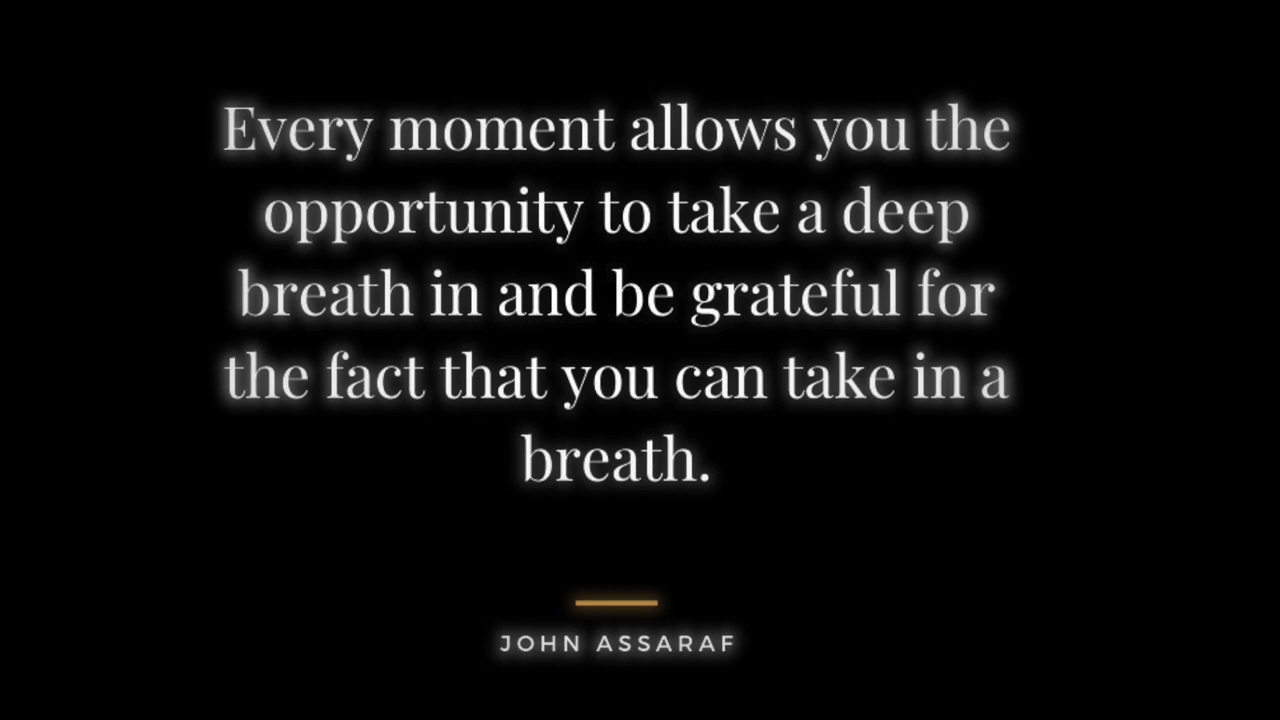 Every moment allows you the
opportunity to take a deep
breath in and be grateful for
the fact that you can take in a
breath.
JOHN ASSARAF